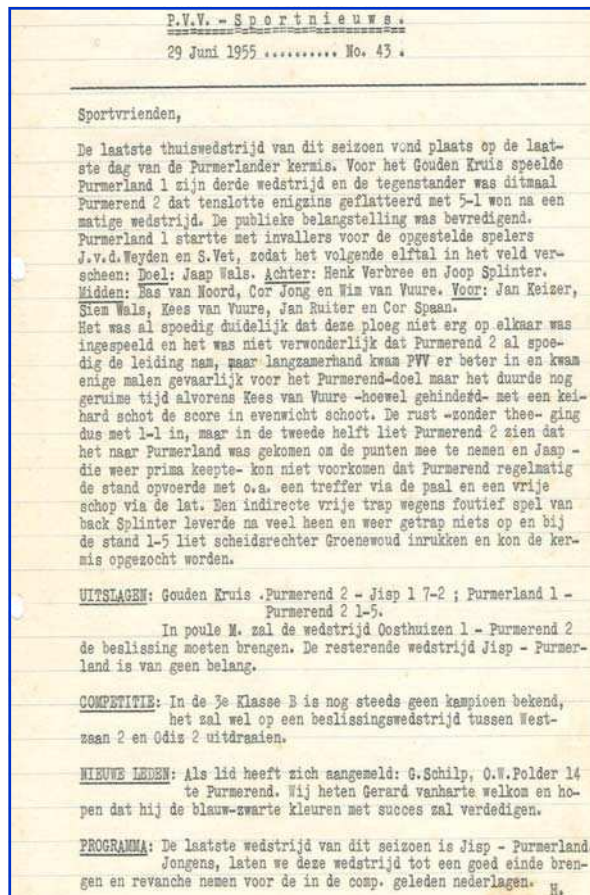 P.V.V. - Sportnieuws.
29 Juni 1955 .......... No. 43 .
Sportvrienden,
De laatste thuiswedstrijd van dit seizoen vond plaats op de laat-
ste dag van de Purmerlander kermis. Voor het Gouden Kruis speelde
Purmerland 1 zijn derde wedstrijd en de tegenstander was ditmaal
Purmerend 2 dat tenslotte enigzins geflatteerd met 5-1 won na een
matige wedstrijd. De publieke belangstelling was bevredigend.
Purmerland 1 startte met invallers voor de opgestelde spelers
J.v.d.Weyden en S.Vet, zodat het volgende elftal in het veld ver-
scheen: Doel: Jaap Wals. Achter: Henk Verbree en Joop Splinter.
Midden: Bas van Noord, Cor Jong en Wim van Vuure. Voor: Jan Keizer,
Siem Wals, Kees van Vuure, Jan Ruiter en Cor Spaan.
Het was al spoedig duidelijk dat deze ploeg niet erg op elkaar was
ingespeeld en het was niet verwonderlijk dat Purmerend 2 al spoe-
dig de leiding nam, maar langzamerhand kwam PVV er beter in en kwam
enige malen gevaarlijk voor het Purmerend-doel maar het duurde nog
geruime tijd alvorens Kees van Vuure -hoewel gehinderd- met een kei-
hard schot de score in evenwicht schoot. De rust -zonder thee- ging
dus met 1-1 in, maar in de tweede helft liet Purmerend 2 zien dat
het naar Purmerland was gekomen om de punten mee te nemen en Jaap -
die weer prima keepte- kon niet voorkomen dat Purmerend regelmatig
de stand opvoerde met o.a. een treffer via de paal en een vrije
schop via de lat. Een indirecte vrije trap wegens foutief spel van
back Splinter leverde na veel heen en weer getrap niets op en bij
de stand 1-5 liet scheidsrechter Groenewoud inrukken en kon de ker-
mis opgezocht worden.
UITSLAGEN: Gouden Kruis .Purmerend 2 - Jisp 1 7-2 ; Purmerland 1 -
Purmerend 2 1-5.
In poule M. zal de wedstrijd Oosthuizen 1 - Purmerend 2
de beslissing moeten brengen. De resterende wedstrijd Jisp - Purmer-
land is van geen belang.
COMPETITIE: In de 3e Klasse B is nog steeds geen kampioen bekend,
het zal wel op een beslissingswedstrijd tussen West-
zaan 2 en Odiz 2 uitdraaien.
NIEUWE LEDEN: Als lid heeft zich aangemeld: G.Schilp, O.W.Polder 14
te Purmerend. Wij heten Gerard vanharte welkom en ho-
pen dat hij de blauw-zwarte kleuren met succes zal verdedigen.
PROGRAMMA: De laatste wedstrijd van dit seizoen is Jisp - Purmerland
Jongens, laten we deze wedstrijd tot een goed einde bren-
gen en revanche nemen voor de in de comp. geleden nederlagen.
H.